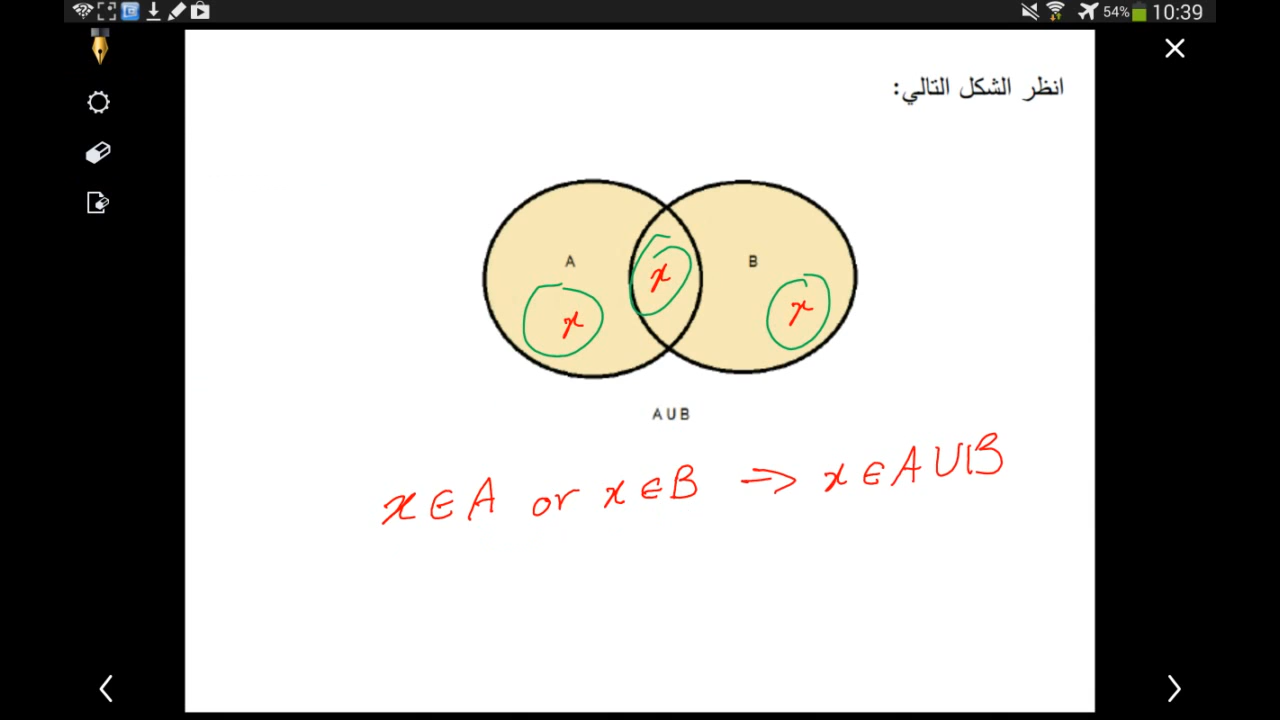 54% 10:39
انظر الشكل التالي:
A B
x x x
A U B
x ∈ A or x ∈ B ⇒ x ∈ A ∪ B